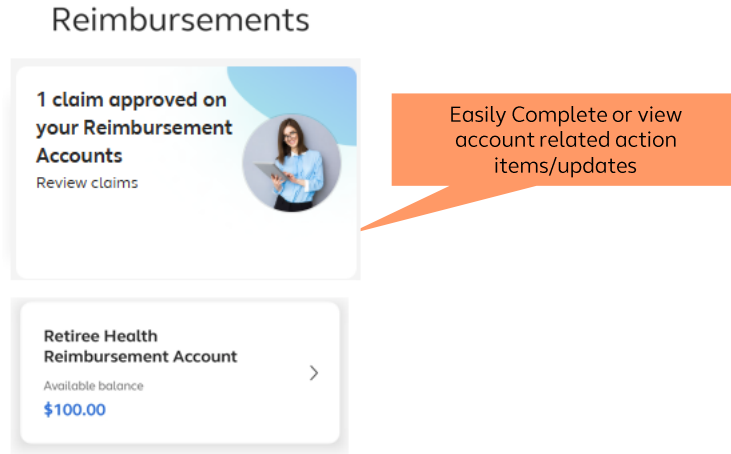 Reimbursements
1 claim approved on
your Reimbursement
Accounts
Review claims
Easily Complete or view
account related action
items/updates
Retiree Health
Reimbursement Account
Available balance
$100.00